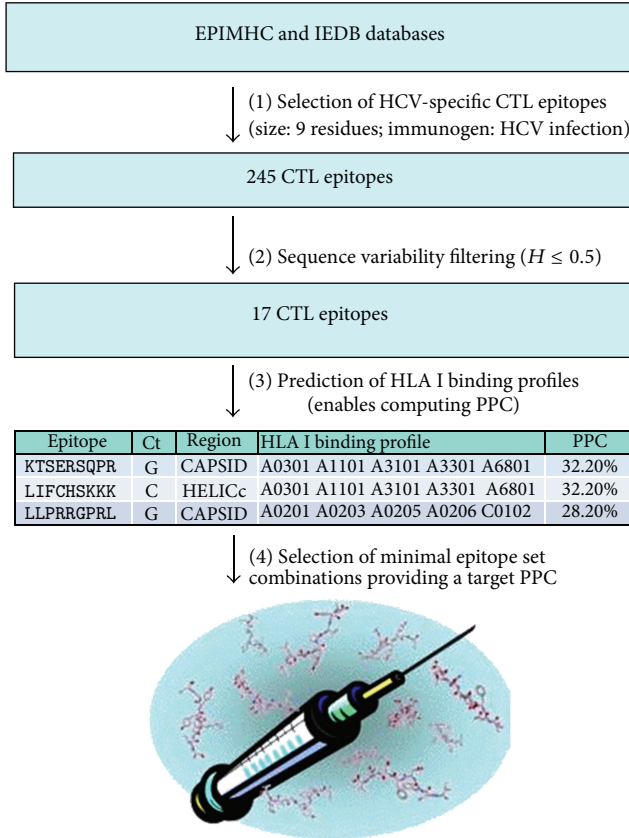 EPIMHC and IEDB databases
(1) Selection of HCV-specific CTL epitopes
(size: 9 residues; immunogen: HCV infection)
245 CTL epitopes
(2) Sequence variability filtering (H ≤ 0.5)
17 CTL epitopes
(3) Prediction of HLA I binding profiles
(enables computing PPC)
Epitope Ct Region HLA I binding profile PPC
KTSERSQPR G CAPSID A0301 A1101 A3101 A3301 A6801 32.20%
LIFCHSKKK C HELICc A0301 A1101 A3101 A3301 A6801 32.20%
LLPRRGPRL G CAPSID A0201 A0203 A0205 A0206 C0102 28.20%
(4) Selection of minimal epitope set
combinations providing a target PPC